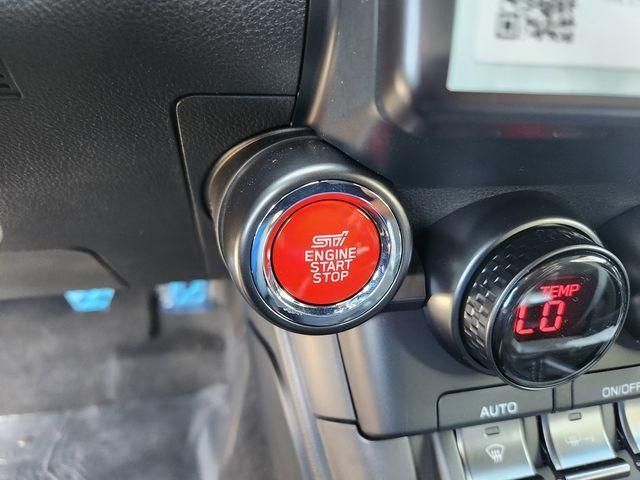 STI
ENGINE
START
STOP
TEMP
LO
AUTO
ON/OFF